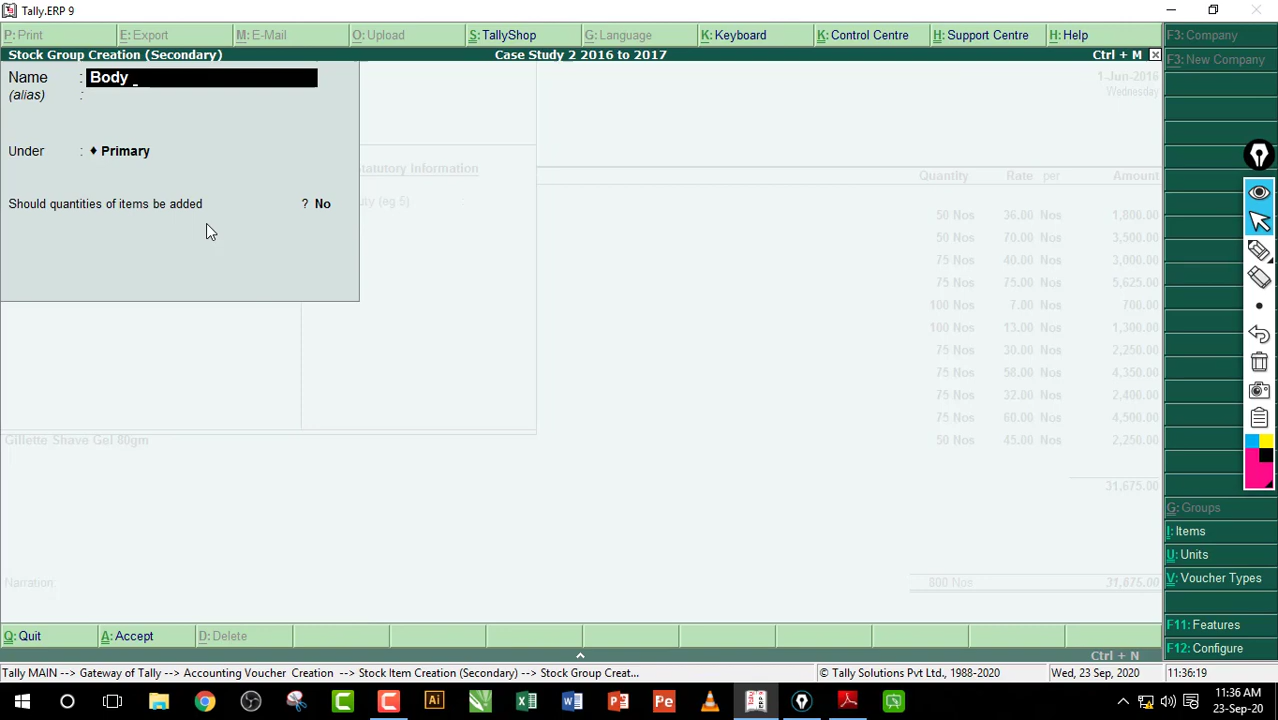 Tally.ERP 9
P: Print E: Export M: E-Mail O: Upload S: TallyShop G: Language K: Keyboard K: Control Centre H: Support Centre H: Help F3: Company
Stock Group Creation (Secondary) Case Study 2 2016 to 2017 Ctrl + M
F3: New Company
Name : Body
(alias) :
1-Jun-2016
Wednesday
Under : ♦ Primary
Statutory Information
Quantity Rate per Amount
Should quantities of items be added ? No
uty (eg.5) :
50 Nos 36.00 Nos 1,800.00
50 Nos 70.00 Nos 3,500.00
75 Nos 40.00 Nos 3,000.00
75 Nos 75.00 Nos 5,625.00
100 Nos 7.00 Nos 700.00
100 Nos 13.00 Nos 1,300.00
75 Nos 30.00 Nos 2,250.00
75 Nos 58.00 Nos 4,350.00
75 Nos 32.00 Nos 2,400.00
75 Nos 60.00 Nos 4,500.00
Gillette Shave Gel 80gm 50 Nos 45.00 Nos 2,250.00
31,675.00
G: Groups
I: Items
U: Units
V: Voucher Types
Narration 800 Nos 31,675.00
F11: Features
Q: Quit A: Accept D: Delete
F12: Configure
Ctrl + N
Tally MAIN --> Gateway of Tally --> Accounting Voucher Creation --> Stock Item Creation (Secondary) --> Stock Group Creat... © Tally Solutions Pvt Ltd., 1988-2020 Wed, 23 Sep, 2020 11:36:19
11:36 AM
23-Sep-20